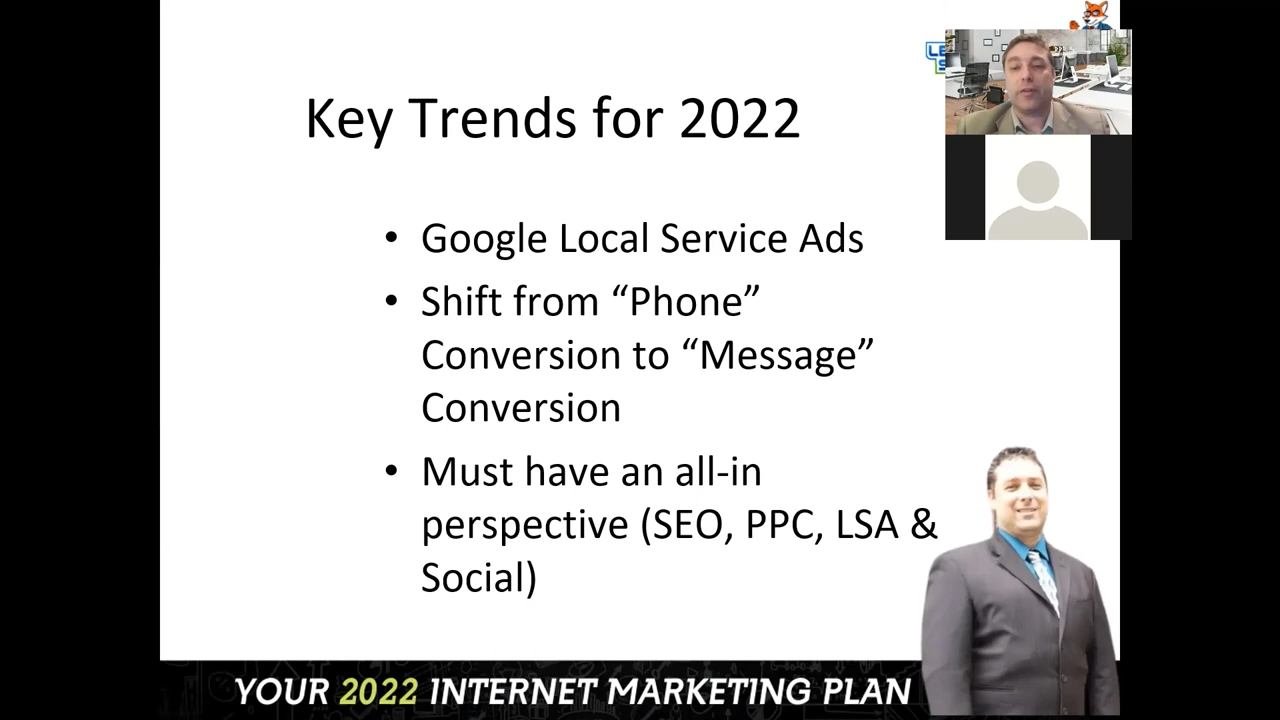 Key Trends for 2022
• Google Local Service Ads
• Shift from “Phone”
Conversion to “Message”
Conversion
• Must have an all-in
perspective (SEO, PPC, LSA &
Social)
YOUR 2022 INTERNET MARKETING PLAN